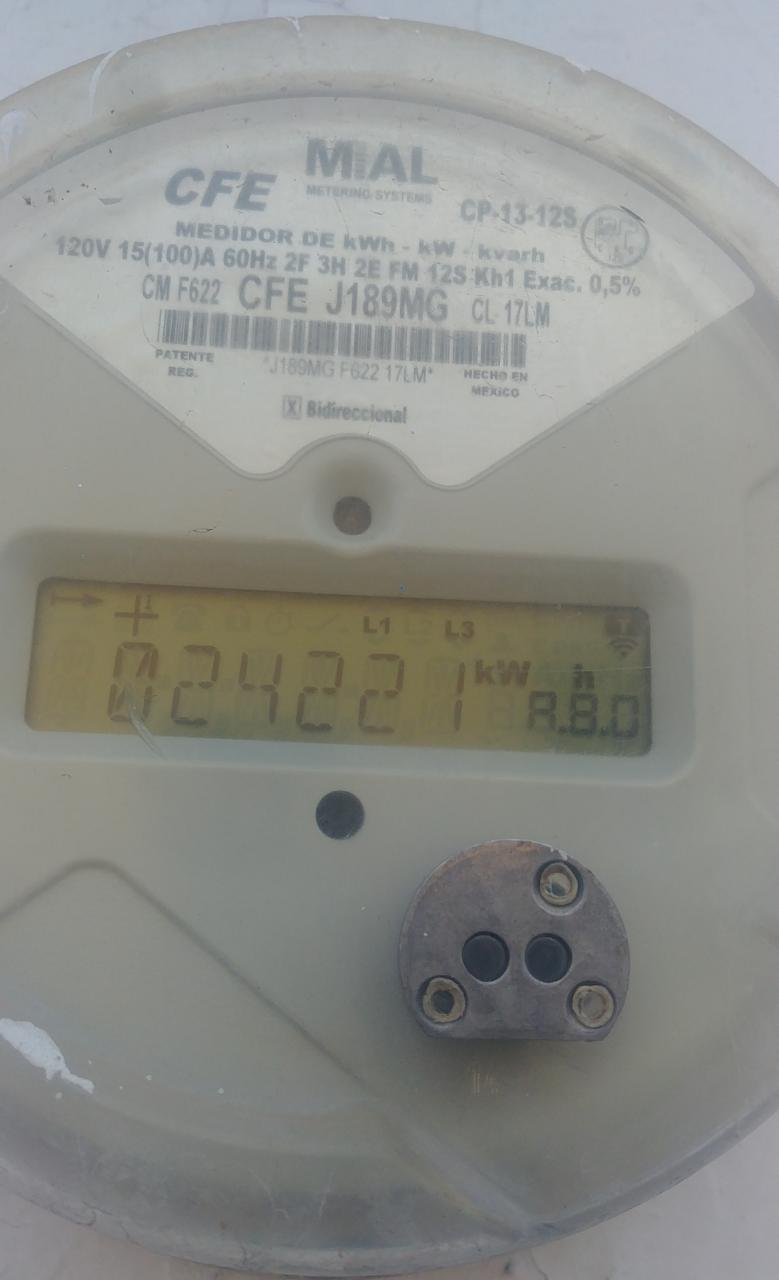 MIAL
METERING SYSTEMS
CFE
CP-13-12S
MEDIDOR DE kWh - kW - kvarh
120V 15(100)A 60Hz 2F 3H 2E FM 12S Kh1 Exac. 0,5%
CM F622 CFE J189MG CL 17LM
PATENTE REG.
*J189MG F622 17LM*
HECHO EN MEXICO
X Bidireccional
L1 L3 T
024221 kW h
8.8.0